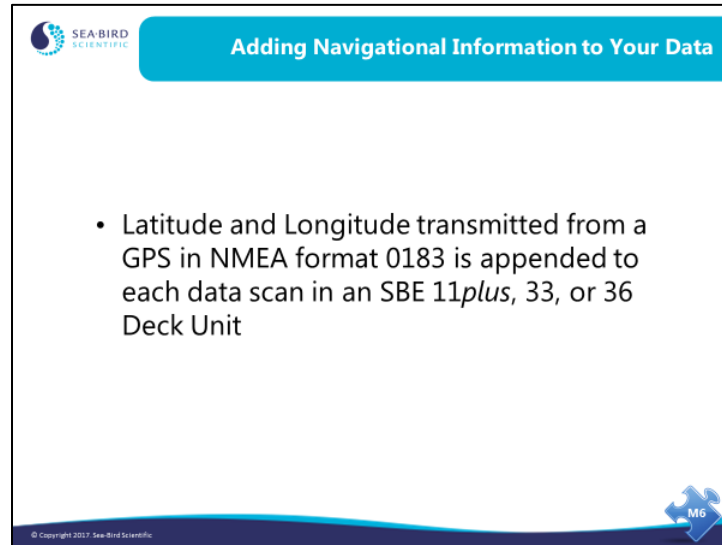 SEA·BIRD
SCIENTIFIC
Adding Navigational Information to Your Data
• Latitude and Longitude transmitted from a
GPS in NMEA format 0183 is appended to
each data scan in an SBE 11plus, 33, or 36
Deck Unit
M6
© Copyright 2017. Sea-Bird Scientific